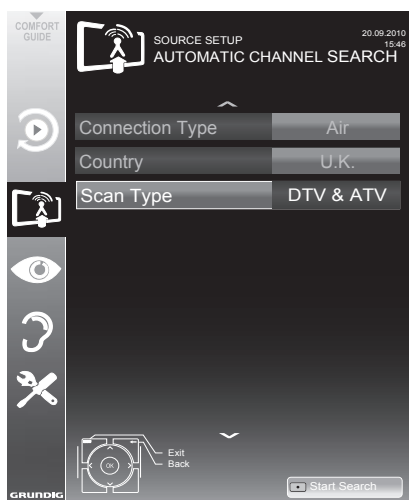 COMFORT
GUIDE
SOURCE SETUP
AUTOMATIC CHANNEL SEARCH
20.09.2010
15:46
Connection Type Air
Country U.K.
Scan Type DTV & ATV
OK
Exit
Back
Start Search
GRUNDIG